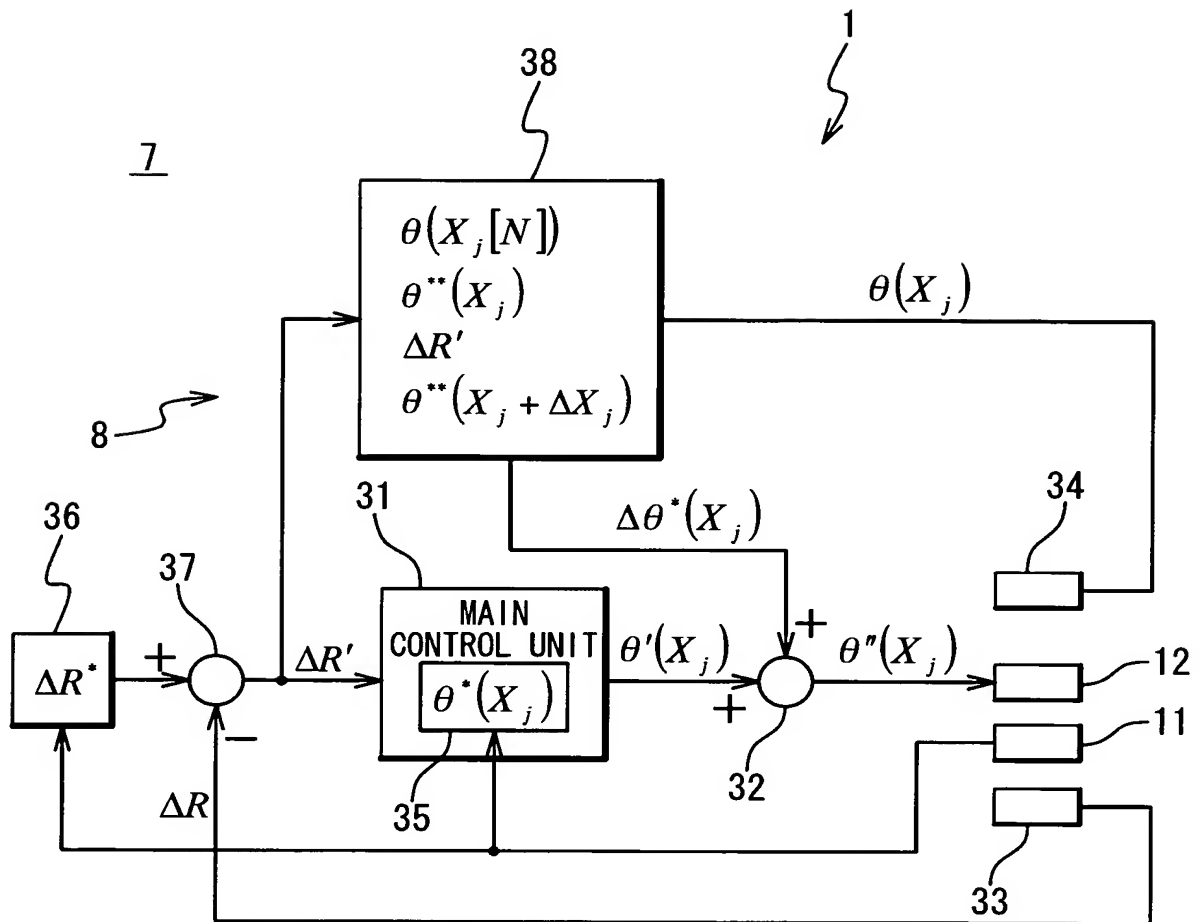 1
38
7
θ(X_j[N])
θ**(X_j)
ΔR'
θ**(X_j + ΔX_j)
θ(X_j)
8
31
34
36
Δθ*(X_j)
37
MAIN
CONTROL UNIT
+
ΔR*
+
ΔR'
θ'(X_j)
θ"(X_j)
12
θ*(X_j)
+
−
11
32
ΔR
35
33